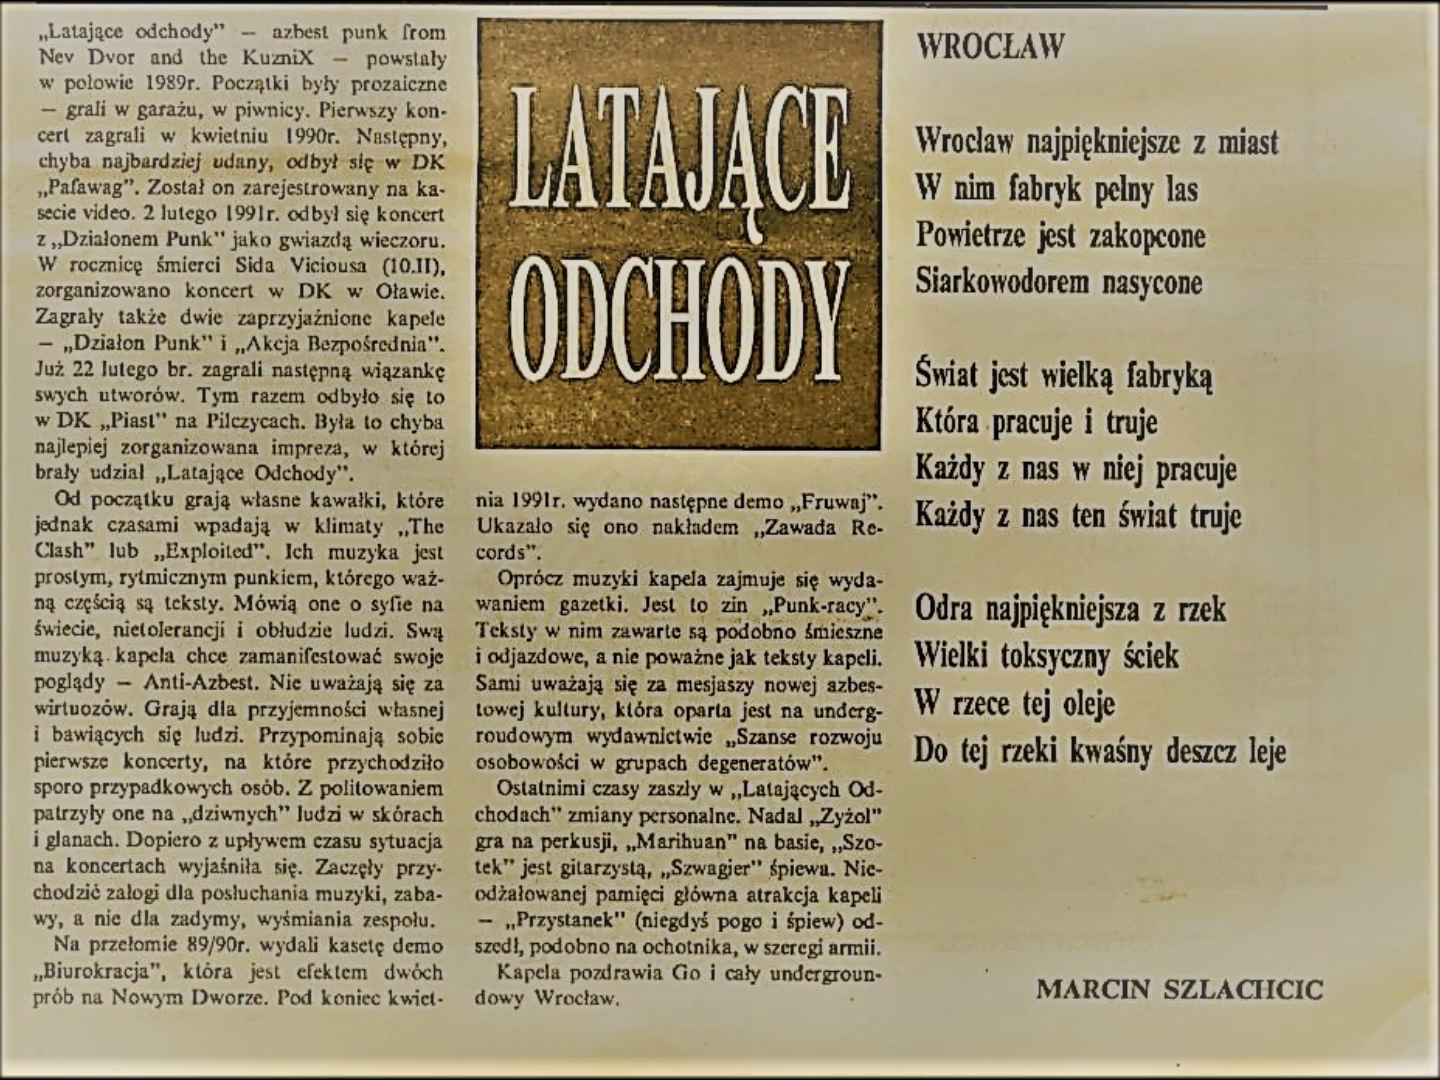 „Latające odchody” — azbest punk from
Nev Dvor and the KuzniX — powstały
w połowie 1989r. Początki były prozaiczne
— grali w garażu, w piwnicy. Pierwszy kon-
cert zagrali w kwietniu 1990r. Następny,
chyba najbardziej udany, odbył się w DK
„Pafawag”. Został on zarejestrowany na ka-
secie video. 2 lutego 1991r. odbył się koncert
z „Działonem Punk” jako gwiazdą wieczoru.
W rocznicę śmierci Sida Viciousa (10.II),
zorganizowano koncert w DK w Oławie.
Zagrały także dwie zaprzyjaźnione kapele
— „Działon Punk” i „Akcja Bezpośrednia”.
Już 22 lutego br. zagrali następną wiązankę
swych utworów. Tym razem odbyło się to
w DK „Piast” na Pilczycach. Była to chyba
najlepiej zorganizowana impreza, w której
brały udział „Latające Odchody”.
Od początku grają własne kawałki, które
jednak czasami wpadają w klimaty „The
Clash” lub „Exploited”. Ich muzyka jest
prostym, rytmicznym punkiem, którego waż-
ną częścią są teksty. Mówią one o syfie na
świecie, nietolerancji i obłudzie ludzi. Swą
muzyką kapela chce zamanifestować swoje
poglądy — Anti-Azbest. Nie uważają się za
wirtuozów. Grają dla przyjemności własnej
i bawiących się ludzi. Przypominają sobie
pierwsze koncerty, na które przychodziło
sporo przypadkowych osób. Z politowaniem
patrzyły one na „dziwnych” ludzi w skórach
i glanach. Dopiero z upływem czasu sytuacja
na koncertach wyjaśniła się. Zaczęły przy-
chodzić załogi dla posłuchania muzyki, zaba-
wy, a nie dla zadymy, wyśmiania zespołu.
Na przełomie 89/90r. wydali kasetę demo
„Biurokracja”, która jest efektem dwóch
prób na Nowym Dworze. Pod koniec kwiet-
LATAJĄCE
ODCHODY
nia 1991r. wydano następne demo „Fruwaj”.
Ukazało się ono nakładem „Zawada Re-
cords”.
Oprócz muzyki kapela zajmuje się wyda-
waniem gazetki. Jest to zin „Punk-racy”.
Teksty w nim zawarte są podobno śmieszne
i odjazdowe, a nie poważne jak teksty kapeli.
Sami uważają się za mesjaszy nowej azbes-
towej kultury, która oparta jest na underg-
roudowym wydawnictwie „Szanse rozwoju
osobowości w grupach degeneratów”.
Ostatnimi czasy zaszły w „Latających Od-
chodach” zmiany personalne. Nadal „Zyżol”
gra na perkusji, „Marihuan” na basie, „Szo-
tek” jest gitarzystą, „Szwagier” śpiewa. Nie-
odżałowanej pamięci główna atrakcja kapeli
— „Przystanek” (niegdyś pogo i śpiew) od-
szedł, podobno na ochotnika, w szeregi armii.
Kapela pozdrawia Go i cały undergroun-
dowy Wrocław.
WROCŁAW
Wrocław najpiękniejsze z miast
W nim fabryk pełny las
Powietrze jest zakopcone
Siarkowodorem nasycone
Świat jest wielką fabryką
Która pracuje i truje
Każdy z nas w niej pracuje
Każdy z nas ten świat truje
Odra najpiękniejsza z rzek
Wielki toksyczny ściek
W rzece tej oleje
Do tej rzeki kwaśny deszcz leje
MARCIN SZLACHCIC